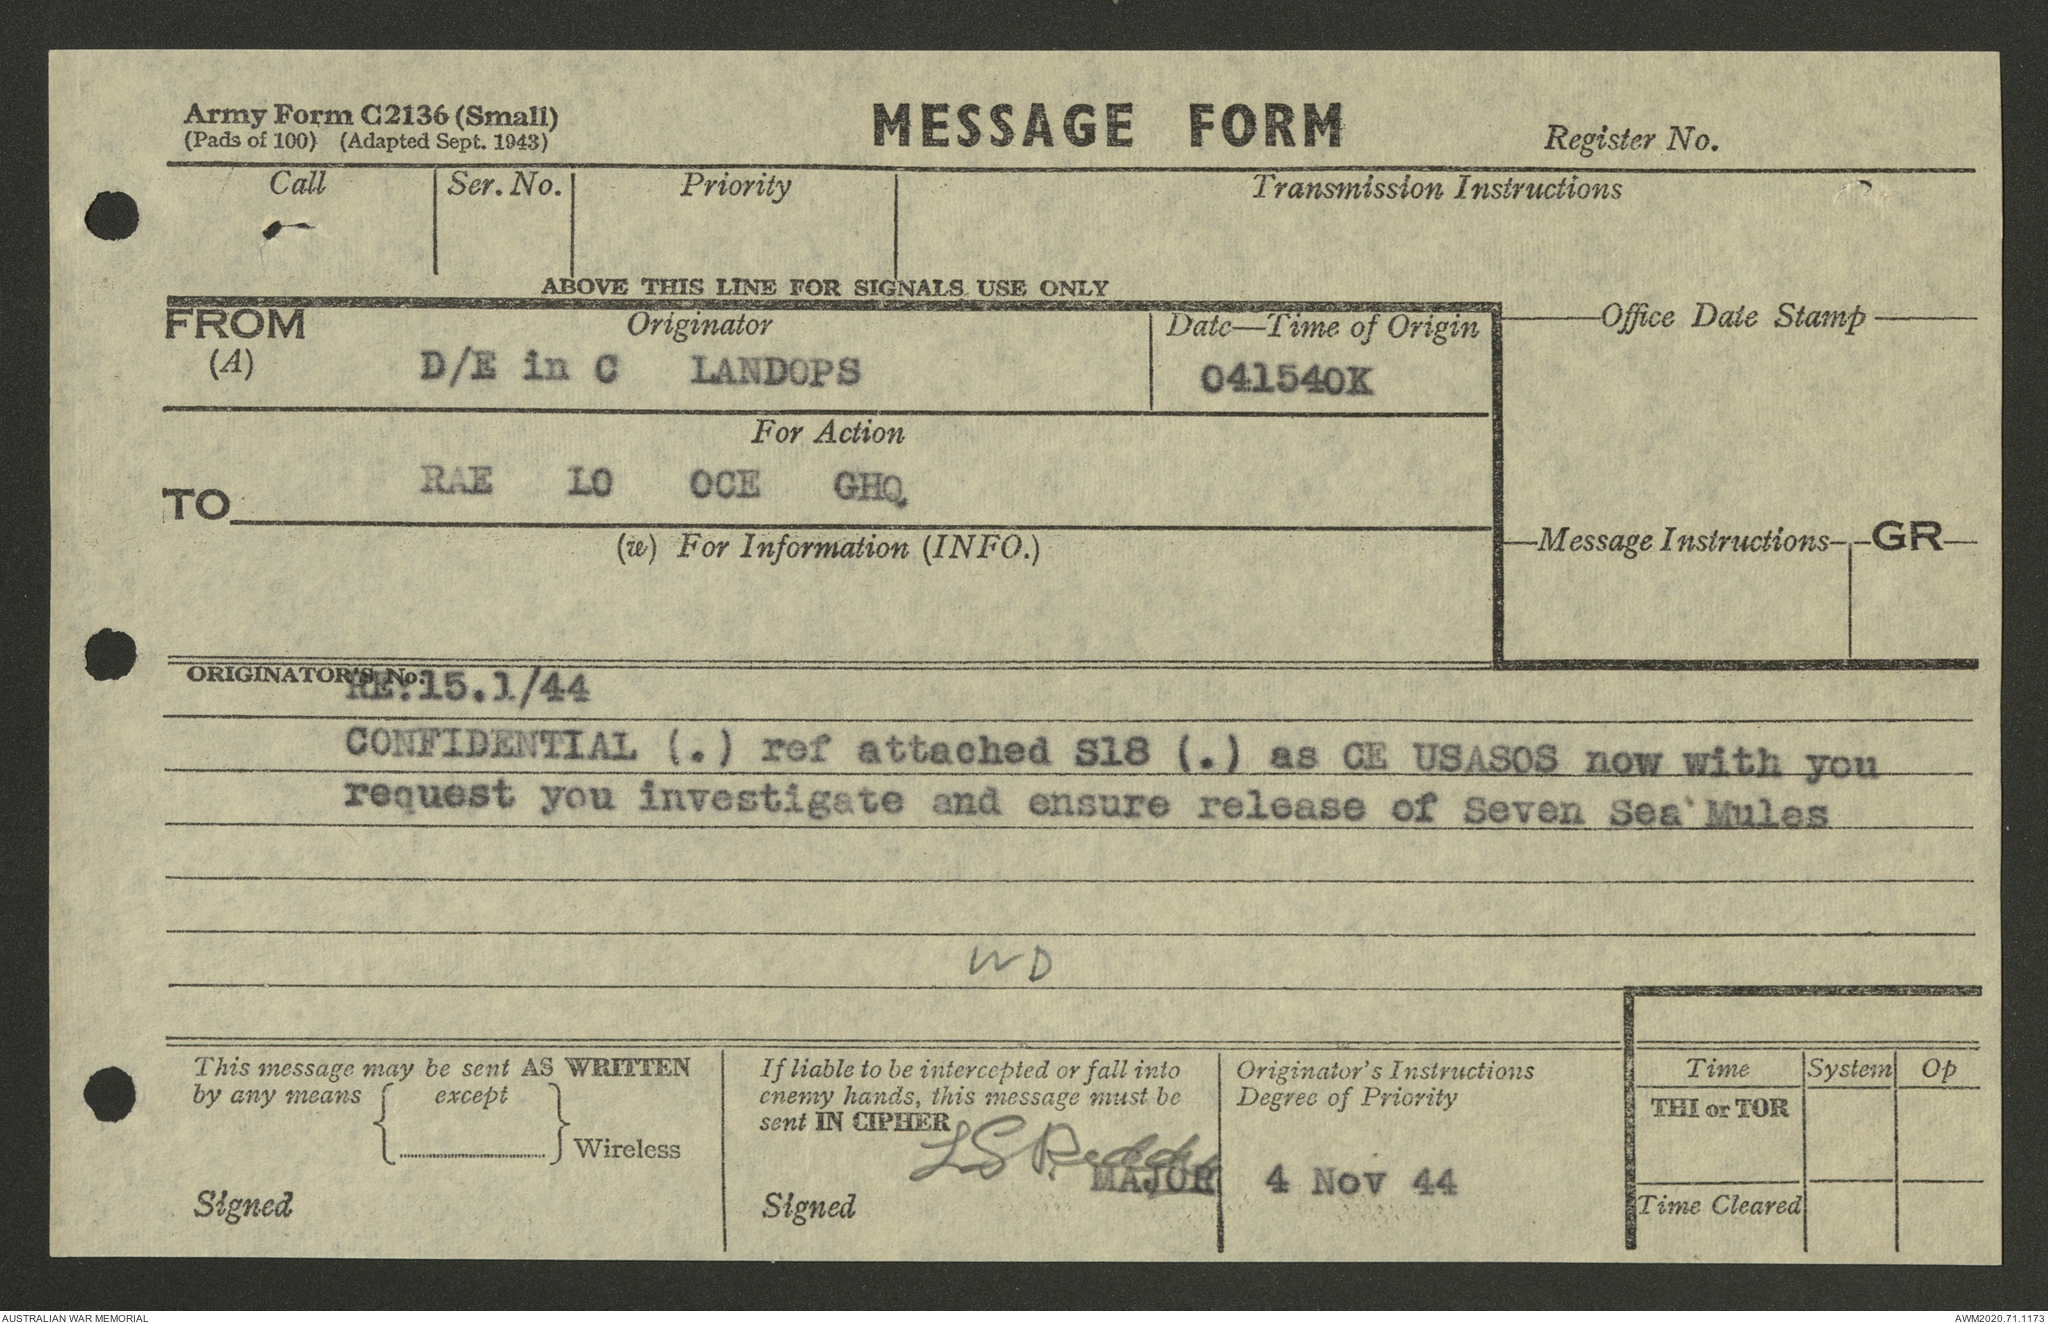 Army Form C2136 (Small)
(Pads of 100) (Adapted Sept. 1943)
MESSAGE FORM
Register No.
Call
Ser. No.
Priority
Transmission Instructions
ABOVE THIS LINE FOR SIGNALS USE ONLY
FROM
(A)
Originator
D/E in C LANDOPS
Date—Time of Origin
041540K
Office Date Stamp
For Action
TO
RAE LO OCE GHQ
(w) For Information (INFO.)
Message Instructions
GR
ORIGINATOR'S No.
RE:15.1/44
CONFIDENTIAL (.) ref attached S18 (.) as CE USASOS now with you
request you investigate and ensure release of Seven Sea Mules
WD
This message may be sent AS WRITTEN
by any means { except
} Wireless
Signed
If liable to be intercepted or fall into
enemy hands, this message must be
sent IN CIPHER
MAJOR
Signed
Originator's Instructions
Degree of Priority
4 Nov 44
Time System Op
THI or TOR
Time Cleared
AUSTRALIAN WAR MEMORIAL
AWM2020.71.1173